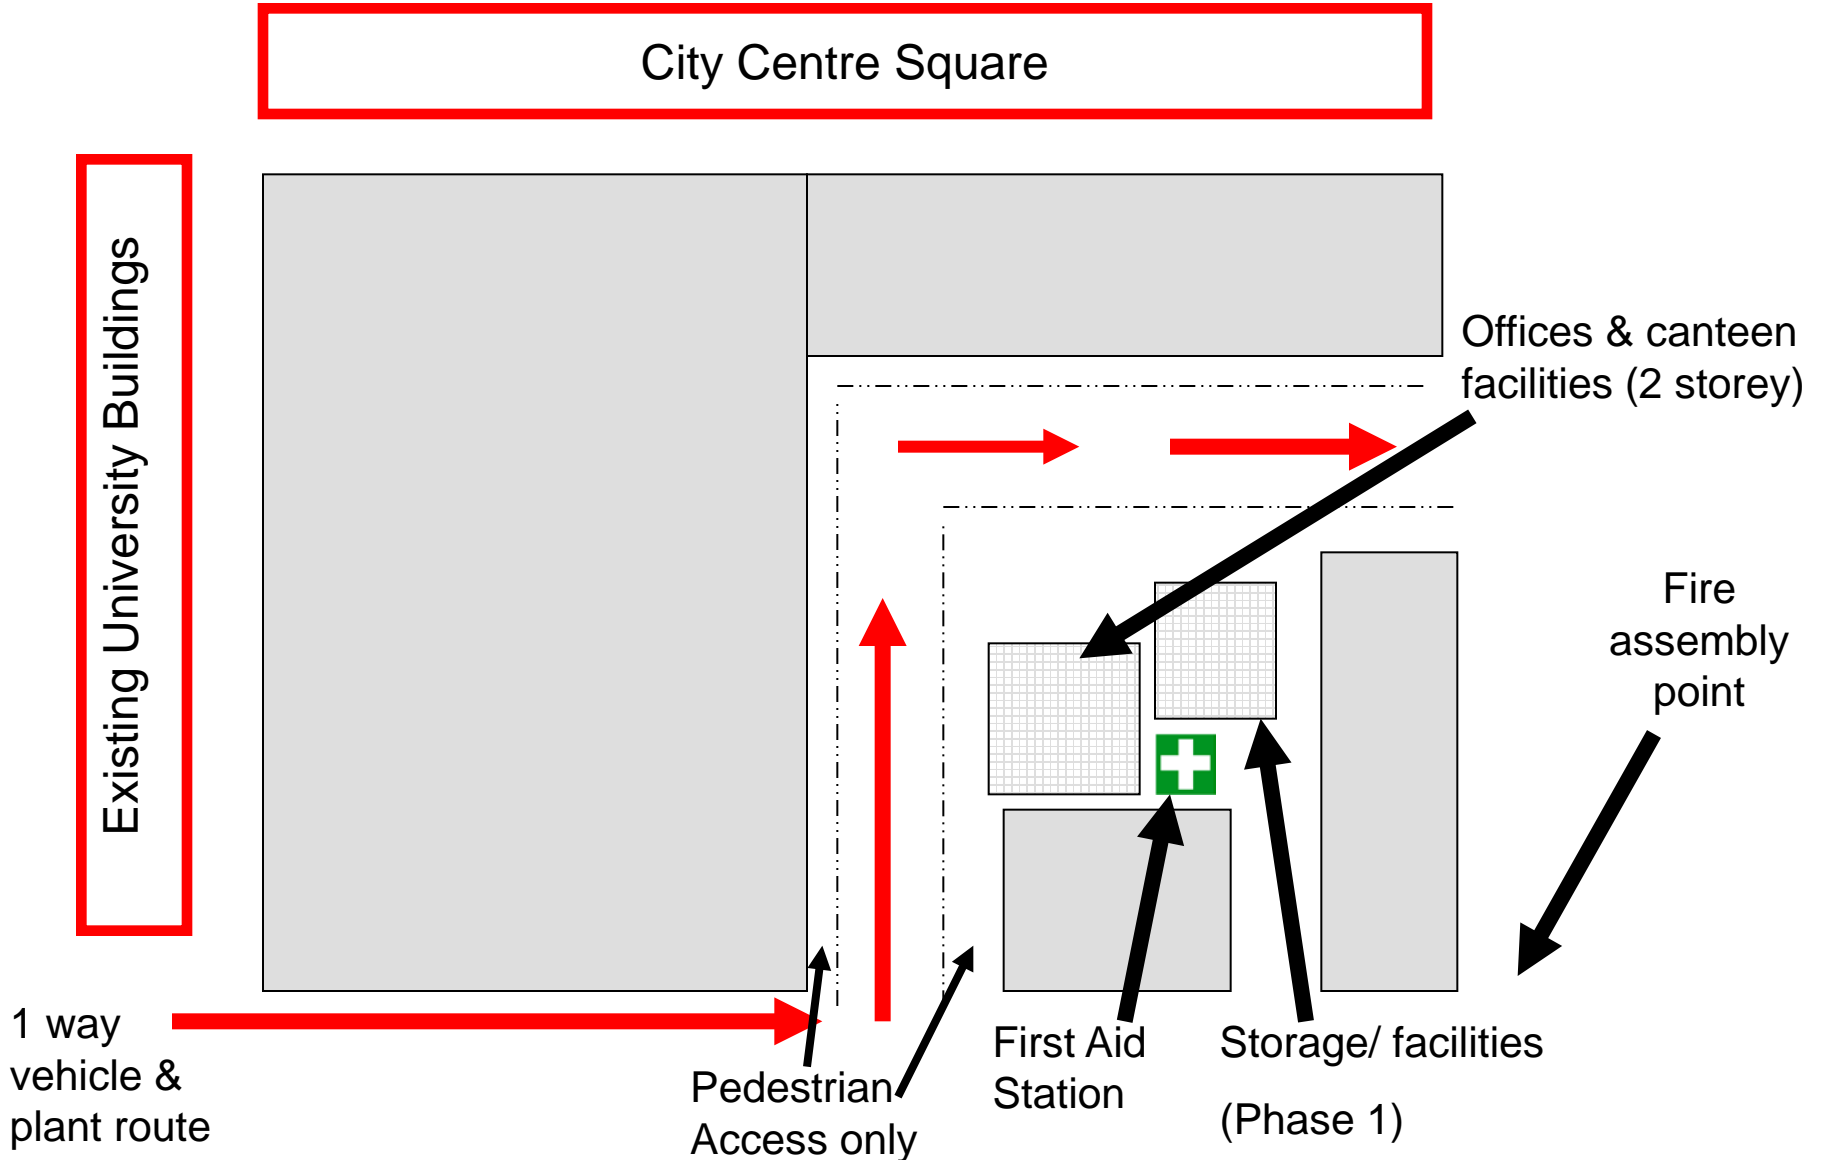 City Centre Square
Existing University Buildings
Offices & canteen
facilities (2 storey)
Fire
assembly
point
1 way
vehicle &
plant route
Pedestrian
Access only
First Aid
Station
Storage/ facilities
(Phase 1)